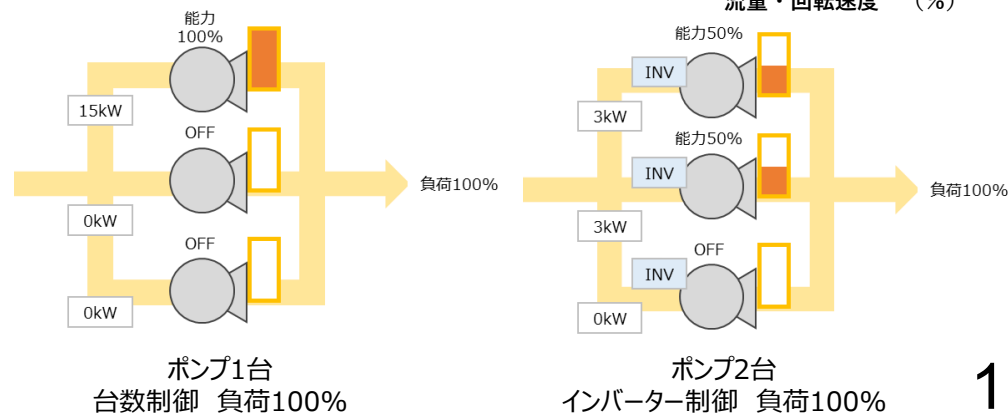 流量・回転速度 （%）
能力
100%
15kW
OFF
0kW
OFF
0kW
負荷100%
ポンプ1台
台数制御 負荷100%
能力50%
INV
3kW
能力50%
INV
3kW
OFF
INV
0kW
負荷100%
ポンプ2台
インバーター制御 負荷100%
1